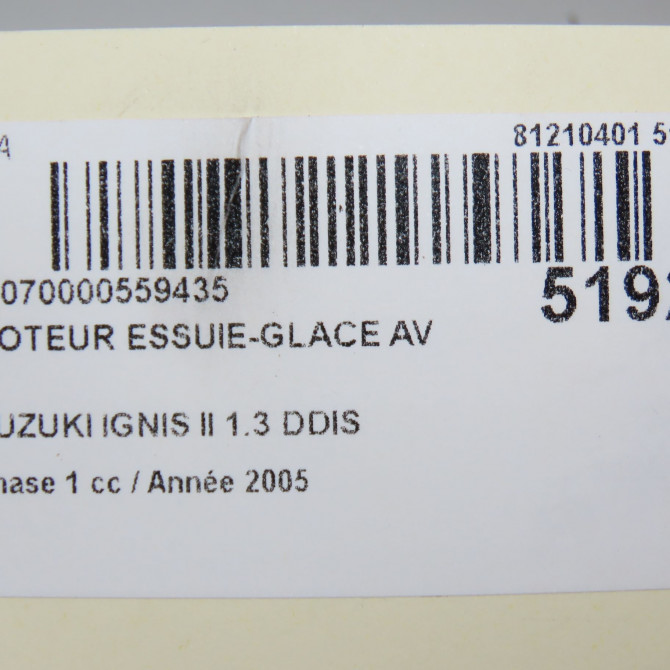 A 81210401 5
070000559435
519
OTEUR ESSUIE-GLACE AV
UZUKI IGNIS II 1.3 DDIS
hase 1 cc / Année 2005